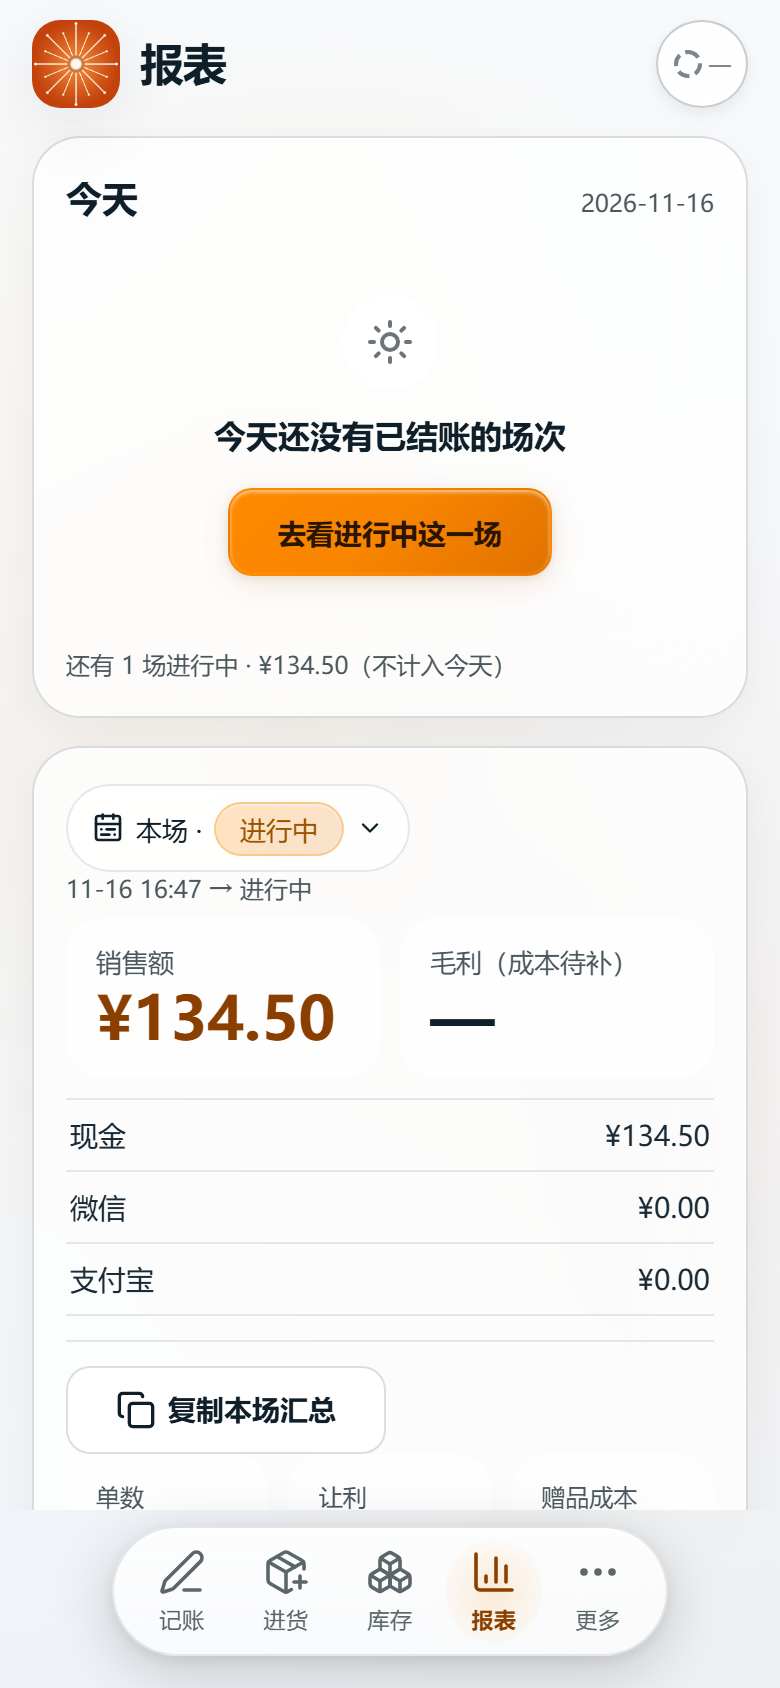 报表
今天
2026-11-16
今天还没有已结账的场次
去看进行中这一场
还有 1 场进行中 · ¥134.50（不计入今天）
本场 · 进行中
11-16 16:47 → 进行中
销售额
¥134.50
毛利（成本待补）
—
现金 ¥134.50
微信 ¥0.00
支付宝 ¥0.00
复制本场汇总
单数 让利 赠品成本
记账 进货 库存 报表 更多